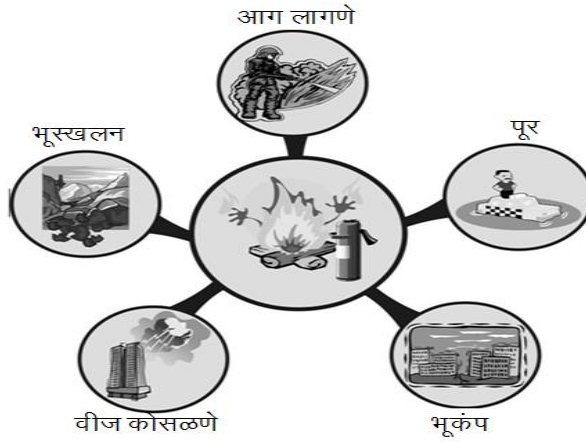 आग लागणे
भूस्खलन
पूर
वीज कोसळणे
भूकंप